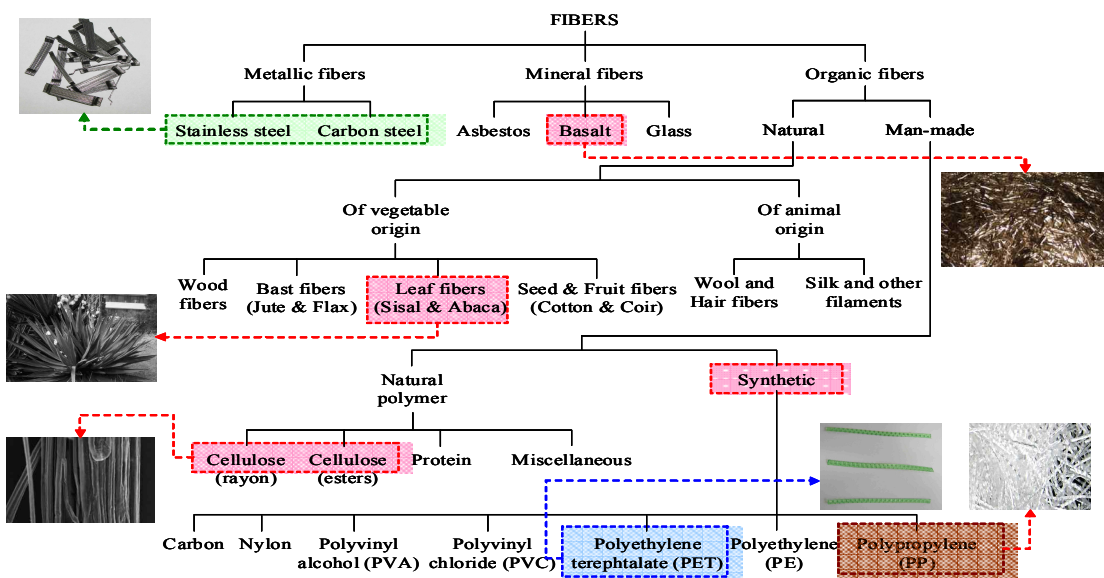 FIBERS
Metallic fibers
Mineral fibers
Organic fibers
Stainless steel
Carbon steel
Asbestos
Basalt
Glass
Natural
Man-made
Of vegetable
origin
Of animal
origin
Wood
fibers
Bast fibers
(Jute & Flax)
Leaf fibers
(Sisal & Abaca)
Seed & Fruit fibers
(Cotton & Coir)
Wool and
Hair fibers
Silk and other
filaments
Natural
polymer
Synthetic
Cellulose
(rayon)
Cellulose
(esters)
Protein
Miscellaneous
Carbon
Nylon
Polyvinyl
alcohol (PVA)
Polyvinyl
chloride (PVC)
Polyethylene
terephtalate (PET)
Polyethylene
(PE)
Polypropylene
(PP)